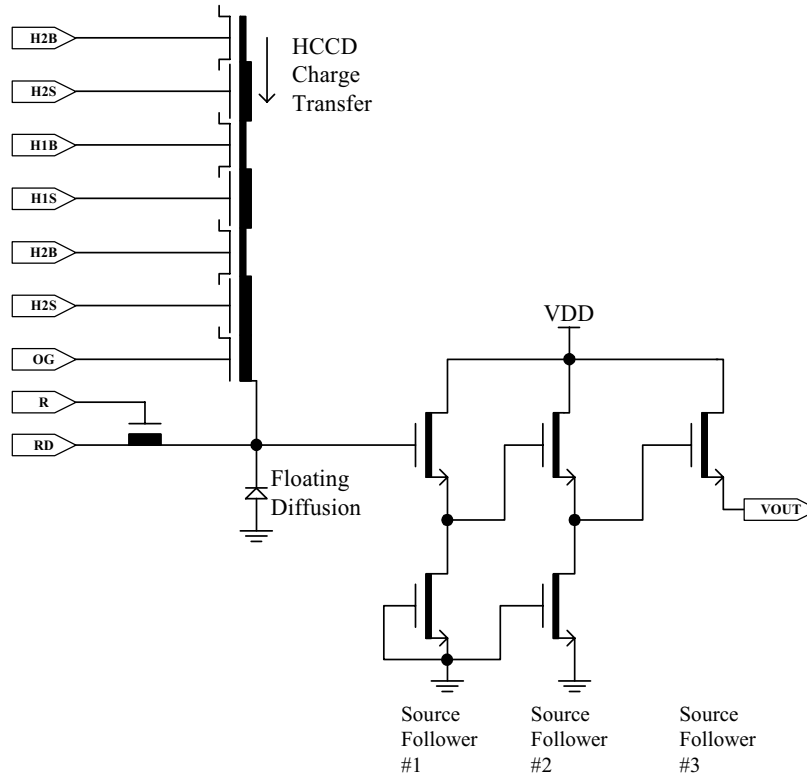 H2B
HCCD
Charge
Transfer
H2S
H1B
H1S
H2B
H2S
VDD
OG
R
RD
Floating
Diffusion
VOUT
Source
Follower
#1
Source
Follower
#2
Source
Follower
#3